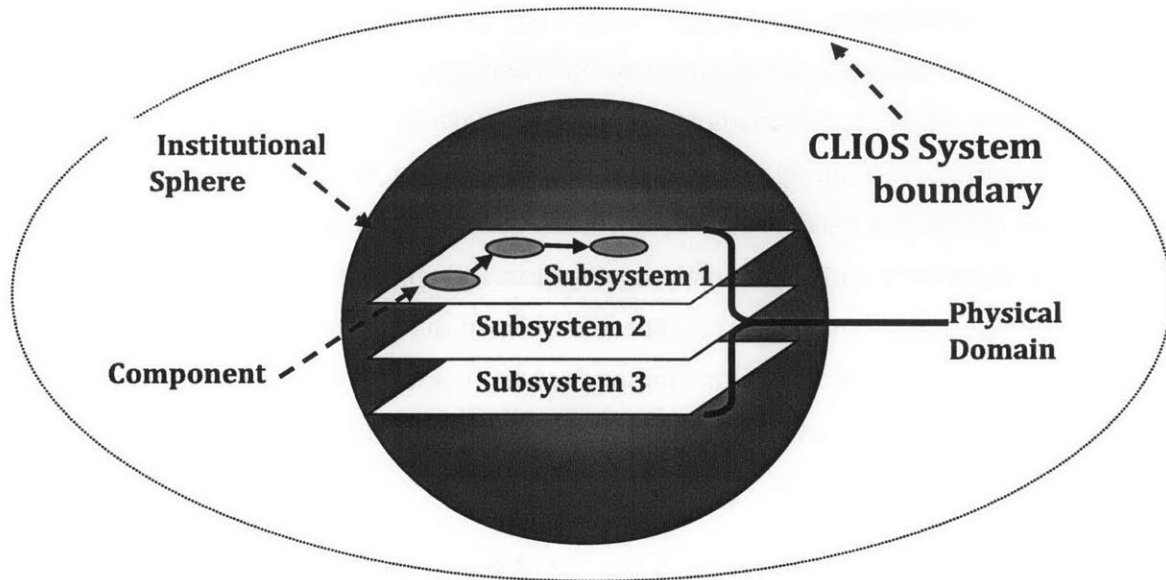 Institutional
Sphere
CLIOS System
boundary
Subsystem 1
Subsystem 2
Subsystem 3
Component
Physical
Domain